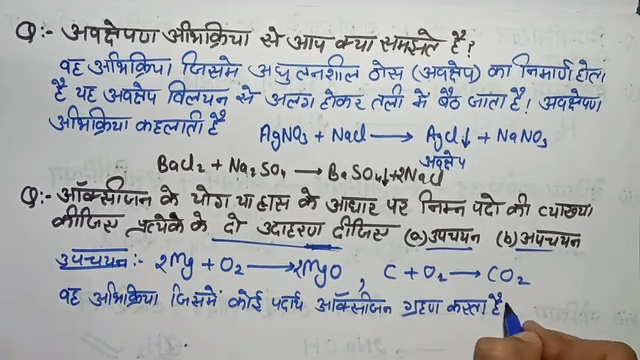 Q:- अवक्षेपण अभिक्रिया से आप क्या समझते है?
वह अभिक्रिया जिसमे अघुलनशील ठोस (अवक्षेप) का निमार्ण होता
है यह अवक्षेप विलयन से अलग होकर तली मे बैठ जाता है। अवक्षेपण
अभिक्रिया कहलाती है
AgNO₃ + NaCl ⟶ AgCl↓ + NaNO₃
अवक्षेप
BaCl₂ + Na₂SO₄ ⟶ BaSO₄↓+2NaCl
Q:- ऑक्सीजन के योग या ह्रास के आधार पर निम्न पदो की व्याख्या
कीजिए प्रत्येक के दो उदाहरण दीजिए (a) उपचयन (b) अपचयन
उपचयन:- 2Mg + O₂ ⟶ 2MgO , C + O₂ ⟶ CO₂
वह अभिक्रिया जिसमें कोई पदार्थ ऑक्सीजन ग्रहण करता है